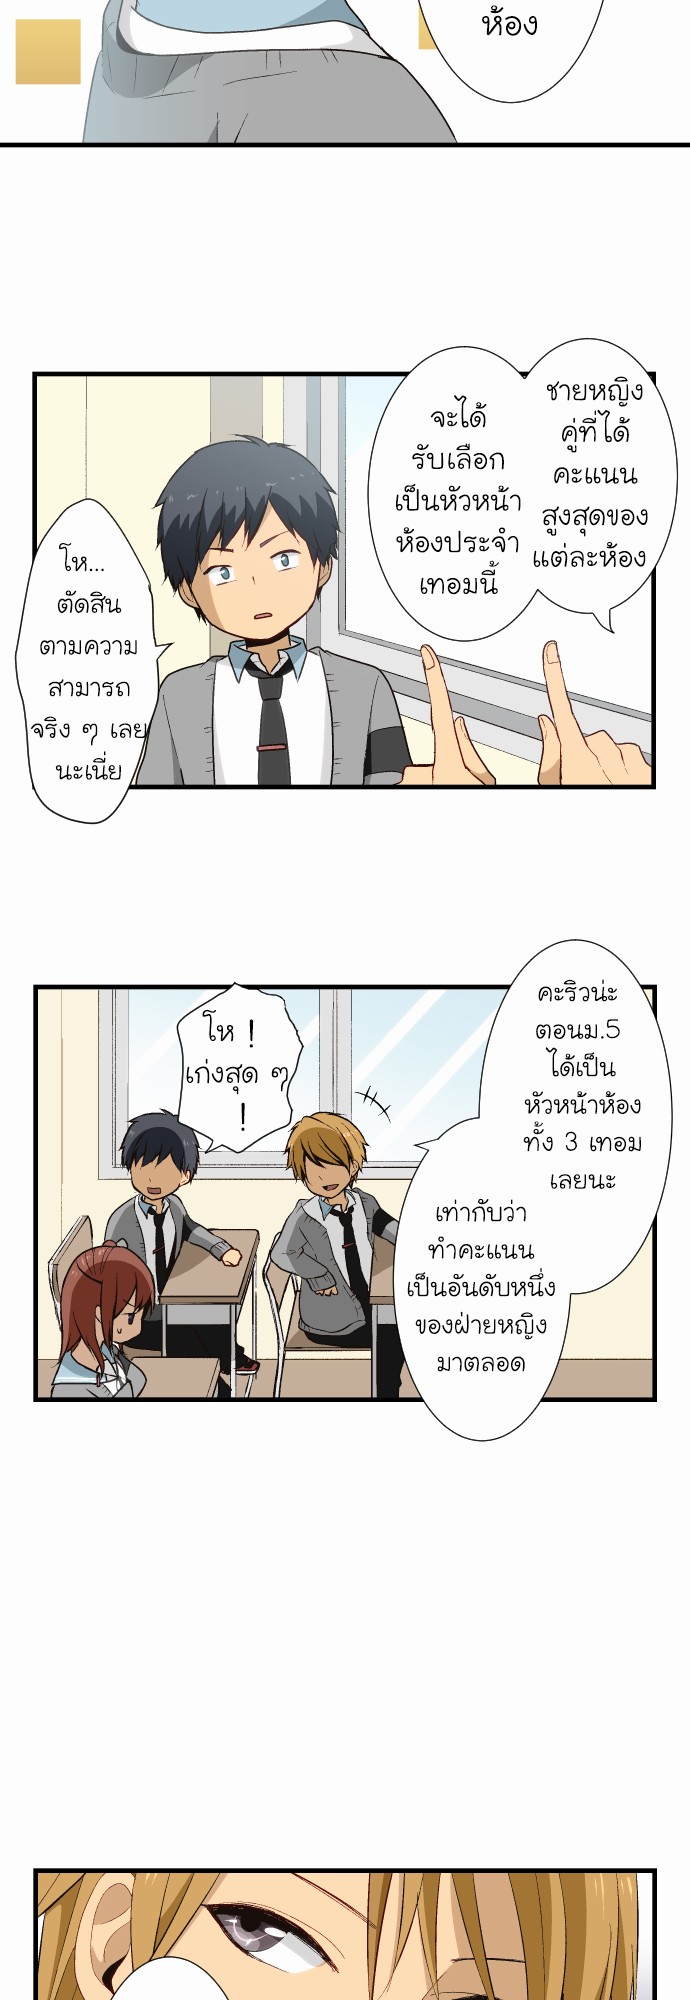 ห้อง
ชายหญิง
คู่ที่ได้
คะแนน
สูงสุดของ
แต่ละห้อง
จะได้
รับเลือก
เป็นหัวหน้า
ห้องประจำ
เทอมนี้
โห...
ตัดสิน
ตามความ
สามารถ
จริง ๆ เลย
นะเนี่ย
คะริวน่ะ
ตอนม.5
ได้เป็น
หัวหน้าห้อง
ทั้ง 3 เทอม
เลยนะ
เท่ากับว่า
ทำคะแนน
เป็นอันดับหนึ่ง
ของฝ่ายหญิง
มาตลอด
โห !
เก่งสุด ๆ
!